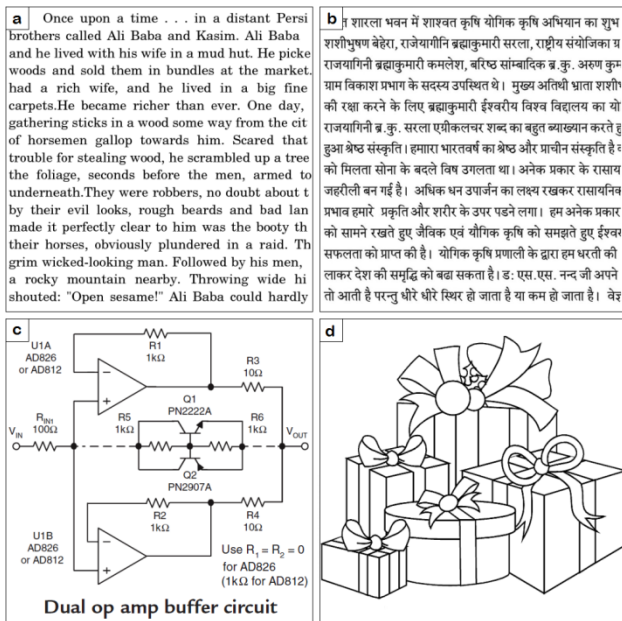 a
Once upon a time . . . in a distant Persi
brothers called Ali Baba and Kasim. Ali Baba
and he lived with his wife in a mud hut. He picke
woods and sold them in bundles at the market.
had a rich wife, and he lived in a big fine
carpets.He became richer than ever. One day,
gathering sticks in a wood some way from the cit
of horsemen gallop towards him. Scared that
trouble for stealing wood, he scrambled up a tree
the foliage, seconds before the men, armed to
underneath.They were robbers, no doubt about t
by their evil looks, rough beards and bad lan
made it perfectly clear to him was the booty th
their horses, obviously plundered in a raid. Th
grim wicked-looking man. Followed by his men,
a rocky mountain nearby. Throwing wide hi
shouted: "Open sesame!" Ali Baba could hardly
b
त शारला भवन में शाश्वत कृषि योगिक कृषि अभियान का शुभ
शशीभुषण बेहेरा, राजेयागीनि ब्रह्माकुमारी सरला, राष्ट्रीय संयोजिका ग्र
राजयागिनी ब्रह्माकुमारी कमलेश, बरिष्ठ सांम्बादिक ब्र.कु. अरुण कुम
ग्राम विकाश प्रभाग के सदस्य उपस्थित थे। मुख्य अतिथी भ्राता शशीभ
की रक्षा करने के लिए ब्रह्माकुमारी ईश्वरीय विश्व विद्दालय का यो
राजयागिनी ब्र.कु. सरला एग्रीकलचर शब्द का बहुत ब्याख्यान करते हु
हुआ श्रेष्ठ संस्कृति। हमाारा भारतवर्ष का श्रेष्ठ और प्राचीन संस्कृति है व
को मिलता सोना के बदले विष उगलता था। अनेक प्रकार के रासाय
जहरीली बन गई है। अधिक धन उपार्जन का लक्ष्य रखकर रासायनिक
प्रभाव हमारे प्रकृति और शरीर के उपर पडने लगा। हम अनेक प्रकार
को सामने रखते हुए जैविक एवं यौगिक कृषि को समझते हुए ईश्वर
सफलता को प्राप्त की है। योगिक कृषि प्रणाली के द्वारा हम धरती की
लाकर देश की समृद्धि को बढा सकता है। ड: एस.एस. नन्द जी अपने
तो आती है परन्तु धीरे धीरे स्थिर हो जाता है या कम हो जाता है। वेज्ञ
c
U1A
AD826
or AD812
R1
1kΩ
R3
10Ω
Q1
PN2222A
V_IN
R_IN1
100Ω
R5
1kΩ
R6
1kΩ
V_OUT
Q2
PN2907A
R2
1kΩ
R4
10Ω
U1B
AD826
or AD812
Use R₁ = R₂ = 0
for AD826
(1kΩ for AD812)
Dual op amp buffer circuit
d